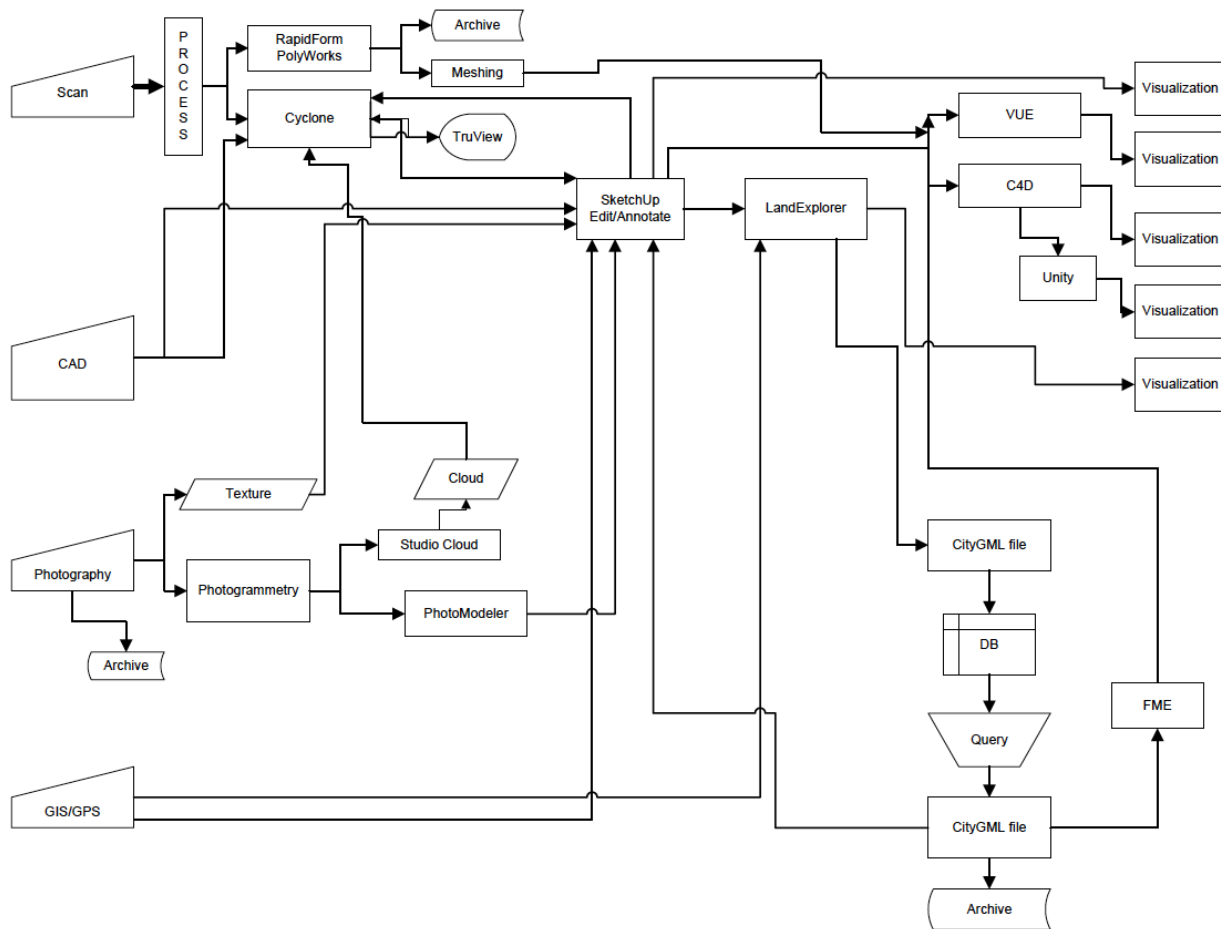 P
R
O
C
E
S
S
RapidForm
PolyWorks
Archive
Meshing
Scan
Cyclone
TruView
Visualization
VUE
Visualization
SketchUp
Edit/Annotate
LandExplorer
C4D
Visualization
Unity
Visualization
CAD
Visualization
Texture
Cloud
Photography
Photogrammetry
Studio Cloud
PhotoModeler
Archive
CityGML file
DB
FME
Query
GIS/GPS
CityGML file
Archive